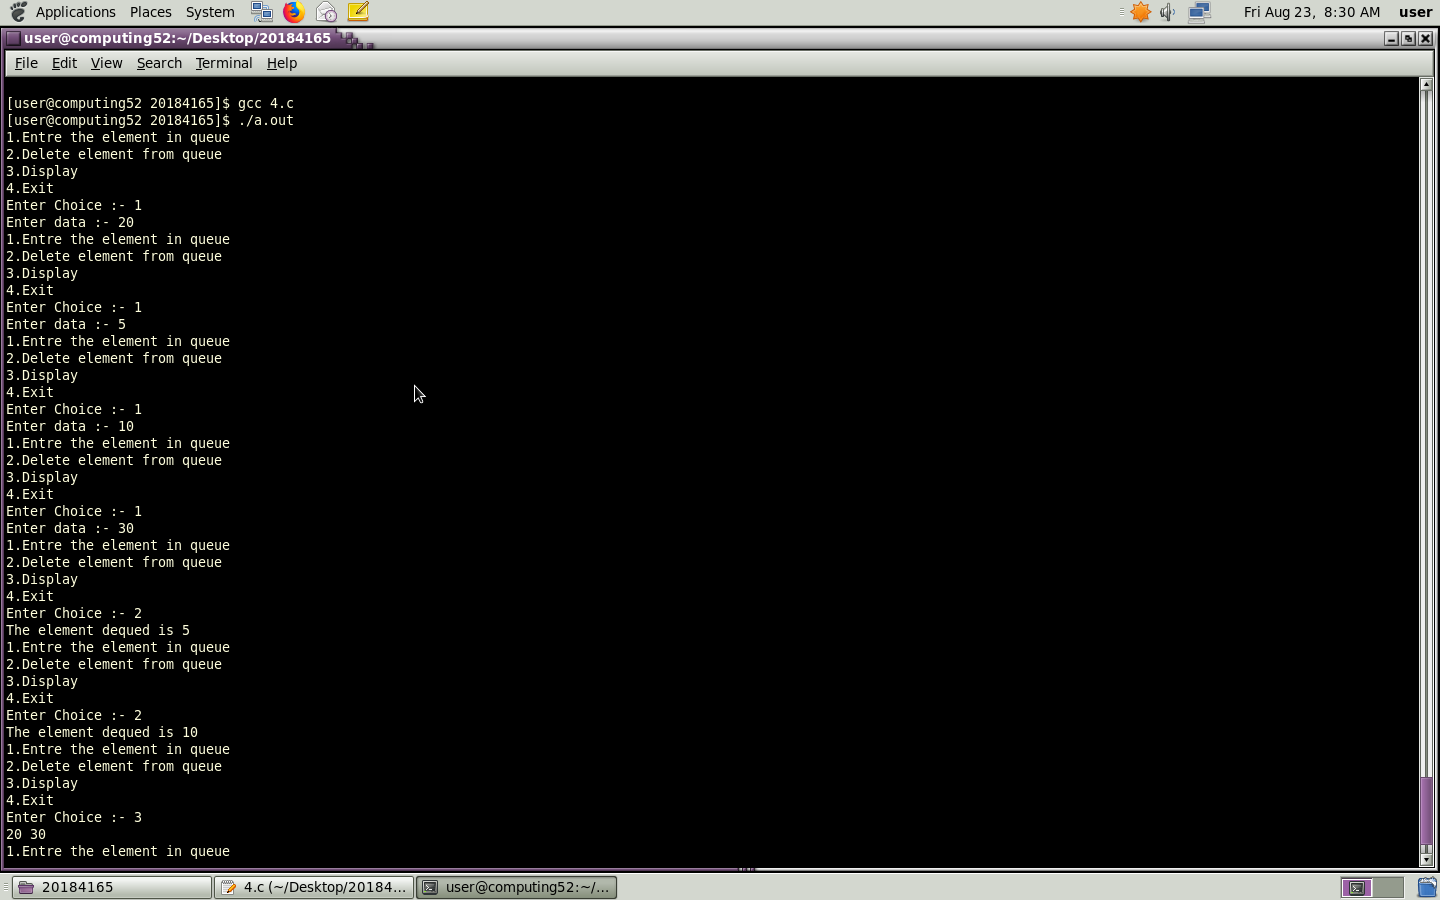 Applications Places System Fri Aug 23, 8:30 AM user
user@computing52:~/Desktop/20184165
File Edit View Search Terminal Help
[user@computing52 20184165]$ gcc 4.c
[user@computing52 20184165]$ ./a.out
1.Entre the element in queue
2.Delete element from queue
3.Display
4.Exit
Enter Choice :- 1
Enter data :- 20
1.Entre the element in queue
2.Delete element from queue
3.Display
4.Exit
Enter Choice :- 1
Enter data :- 5
1.Entre the element in queue
2.Delete element from queue
3.Display
4.Exit
Enter Choice :- 1
Enter data :- 10
1.Entre the element in queue
2.Delete element from queue
3.Display
4.Exit
Enter Choice :- 1
Enter data :- 30
1.Entre the element in queue
2.Delete element from queue
3.Display
4.Exit
Enter Choice :- 2
The element dequed is 5
1.Entre the element in queue
2.Delete element from queue
3.Display
4.Exit
Enter Choice :- 2
The element dequed is 10
1.Entre the element in queue
2.Delete element from queue
3.Display
4.Exit
Enter Choice :- 3
20 30
1.Entre the element in queue
20184165 4.c (~/Desktop/20184... user@computing52:~/...